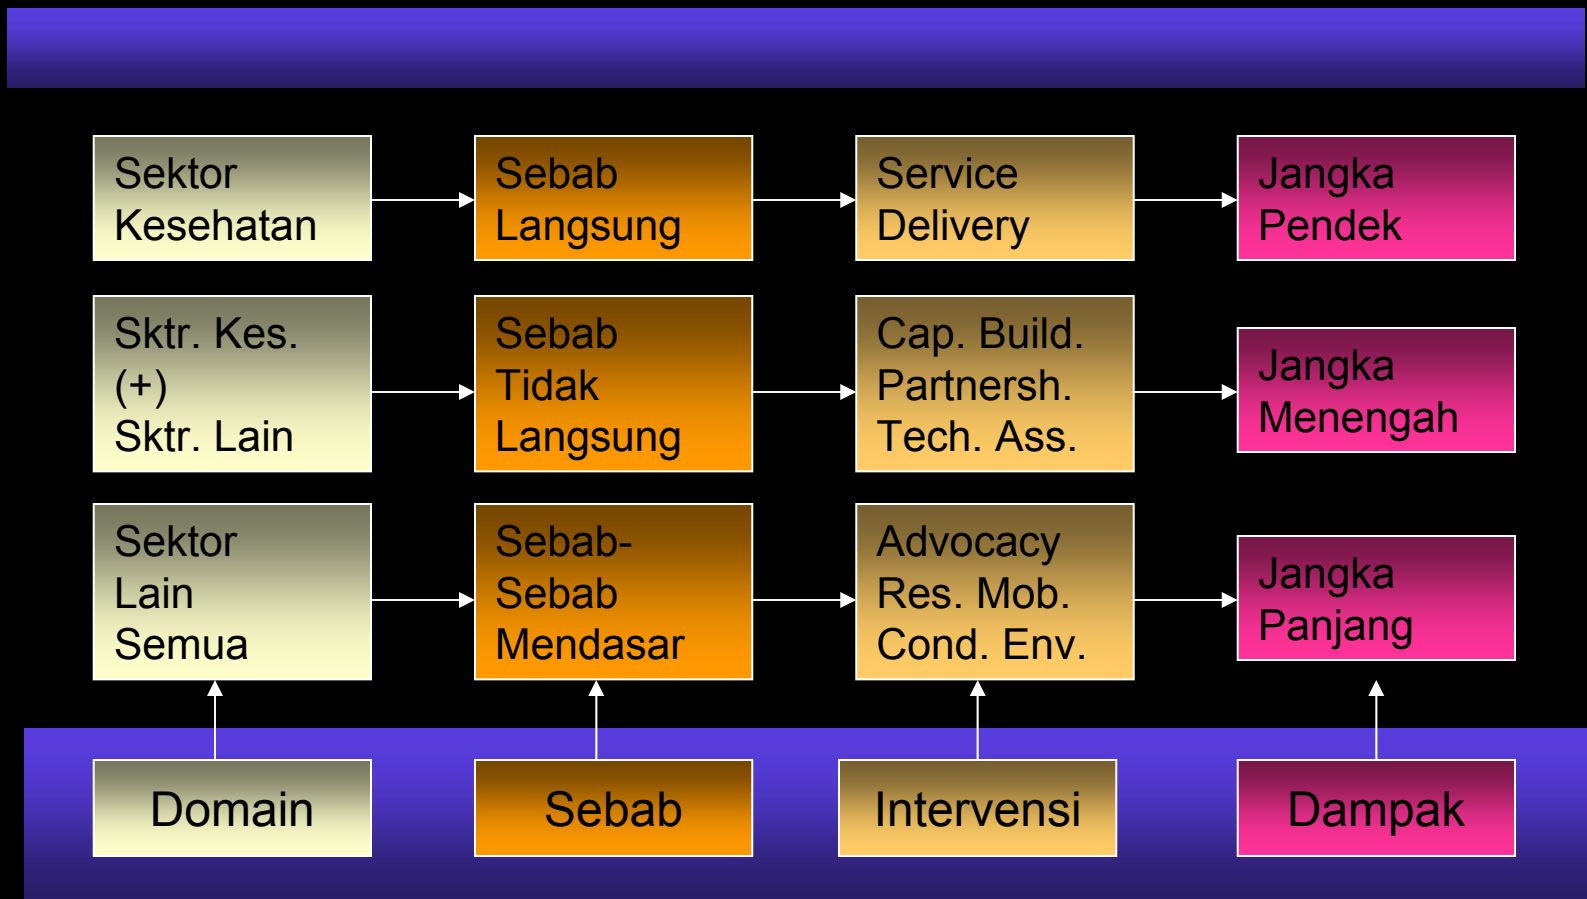 Sektor
Kesehatan
Sebab
Langsung
Service
Delivery
Jangka
Pendek
Sktr. Kes.
(+)
Sktr. Lain
Sebab
Tidak
Langsung
Cap. Build.
Partnersh.
Tech. Ass.
Jangka
Menengah
Sektor
Lain
Semua
Sebab-
Sebab
Mendasar
Advocacy
Res. Mob.
Cond. Env.
Jangka
Panjang
Domain
Sebab
Intervensi
Dampak